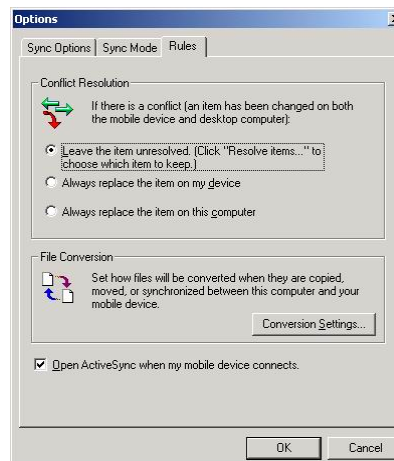 Options
Sync Options Sync Mode Rules
Conflict Resolution
If there is a conflict (an item has been changed on both
the mobile device and desktop computer):
Leave the item unresolved. (Click "Resolve items..." to
choose which item to keep.)
Always replace the item on my device
Always replace the item on this computer
File Conversion
Set how files will be converted when they are copied,
moved, or synchronized between this computer and your
mobile device.
Conversion Settings...
Open ActiveSync when my mobile device connects.
OK Cancel